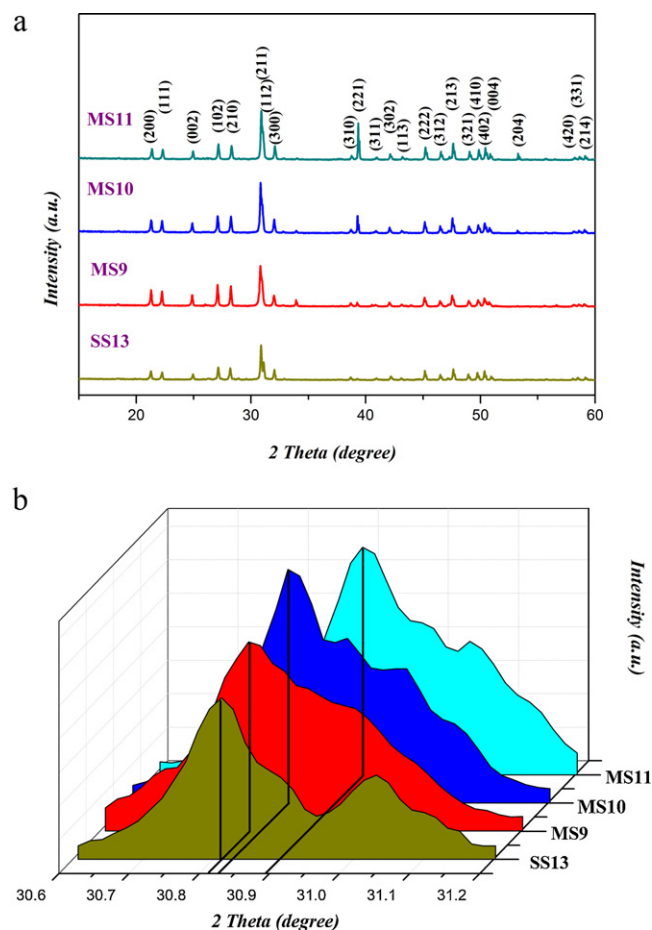 a
MS11
MS10
MS9
SS13
(200)
(111)
(002)
(102)
(210)
(211)
(112)
(300)
(310)
(221)
(311)
(302)
(113)
(222)
(312)
(213)
(321)
(410)
(402)
(004)
(204)
(420)
(331)
(214)
Intensity (a.u.)
20 30 40 50 60
2 Theta (degree)
b
Intensity (a.u.)
MS11
MS10
MS9
SS13
30.6 30.7 30.8 30.9 31.0 31.1 31.2
2 Theta (degree)